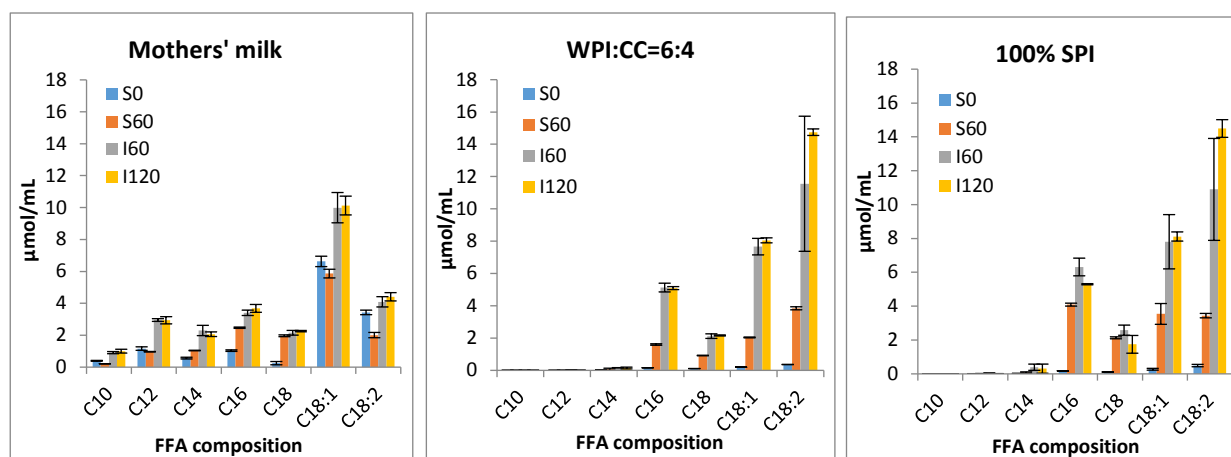 Mothers' milk
18
16
14
12
10
8
6
4
2
0
µmol/mL
S0
S60
I60
I120
C10
C12
C14
C16
C18
C18:1
C18:2
FFA composition
WPI:CC=6:4
18
16
14
12
10
8
6
4
2
0
µmol/mL
S0
S60
I60
I120
C10
C12
C14
C16
C18
C18:1
C18:2
FFA composition
100% SPI
18
16
14
12
10
8
6
4
2
0
µmol/mL
S0
S60
I60
I120
C10
C12
C14
C16
C18
C18:1
C18:2
FFA composition